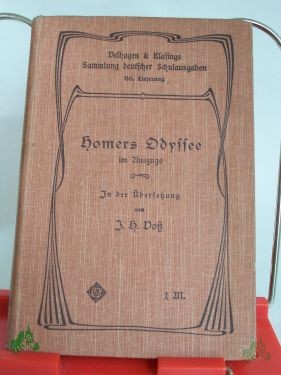 Velhagen & Klasings
Sammlung deutscher Schulausgaben
66. Lieferung
Homers Odyssee
im Auszuge
In der Übersetzung
von
J. H. Voß
1 M.